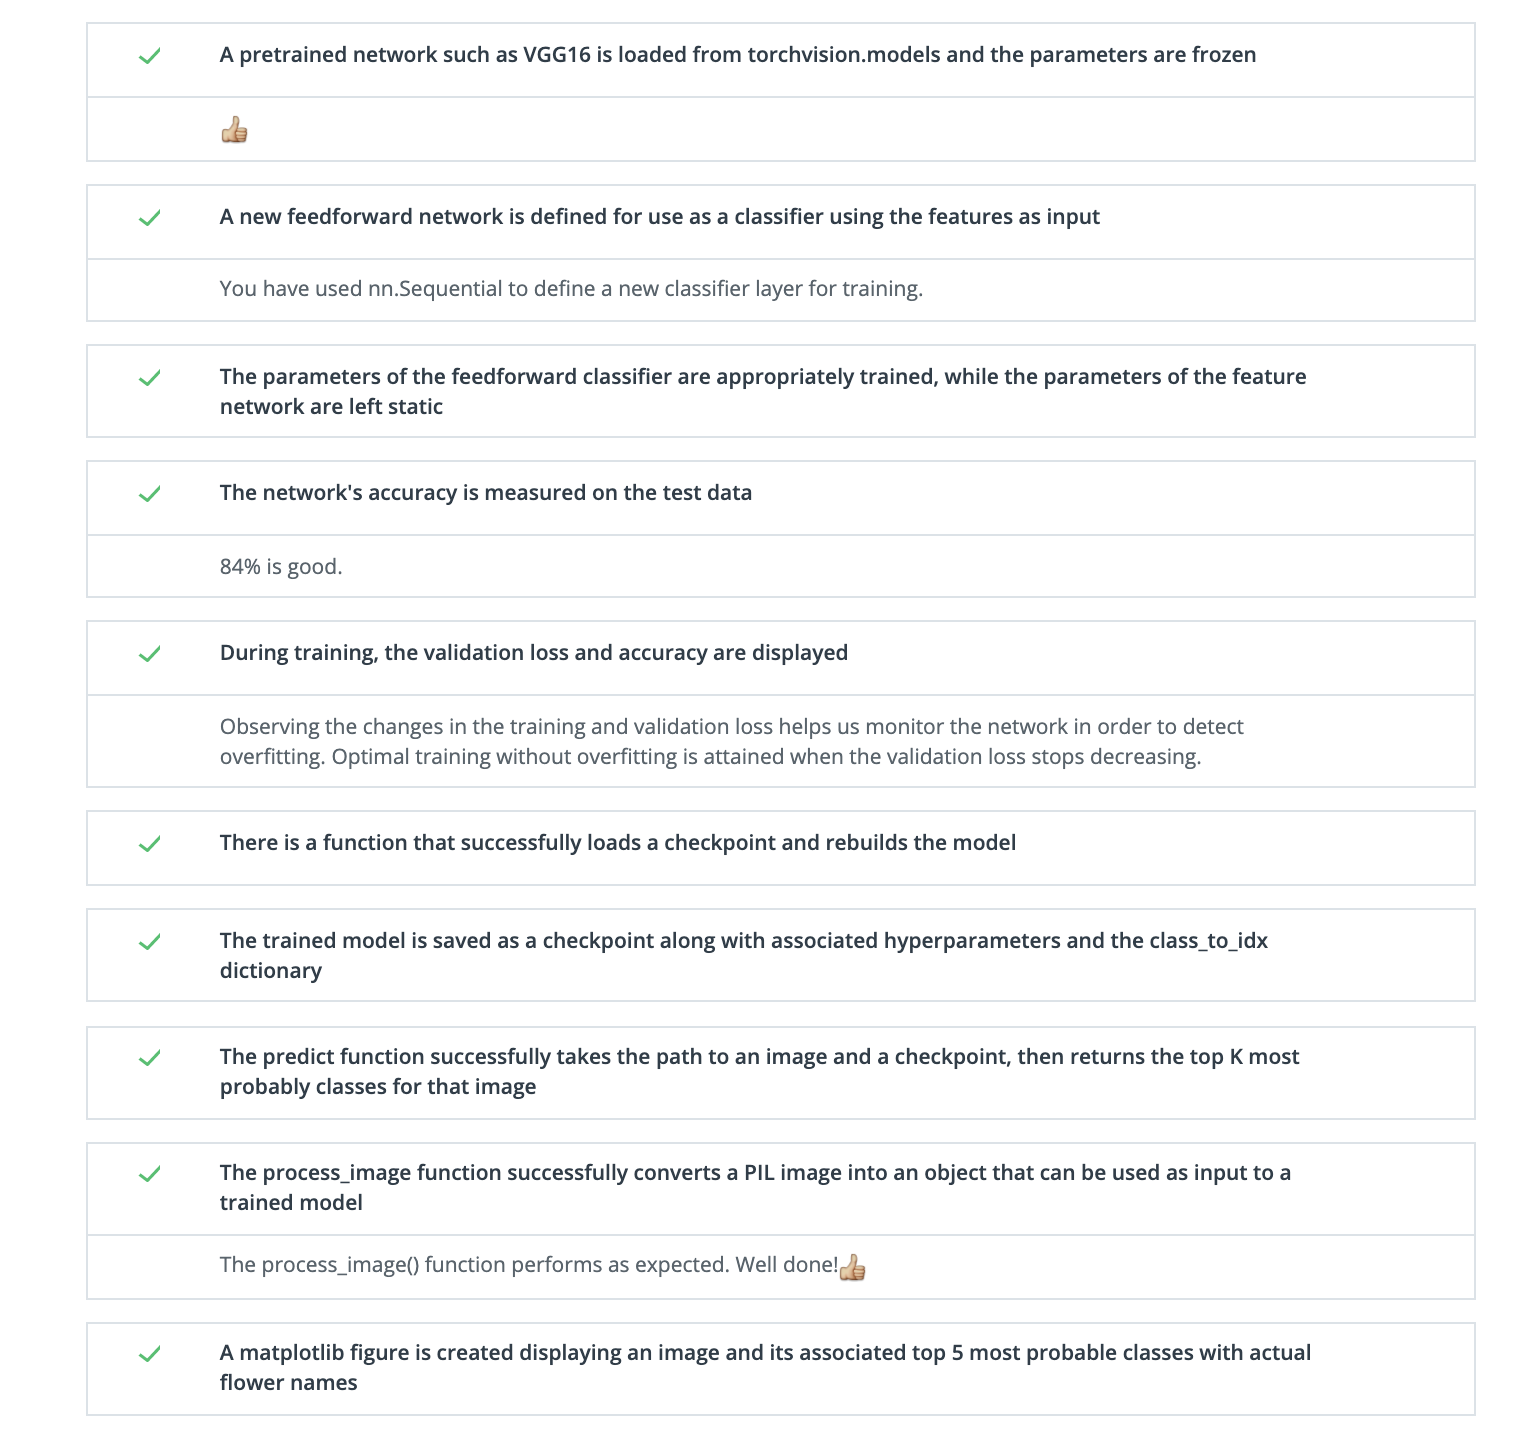 A pretrained network such as VGG16 is loaded from torchvision.models and the parameters are frozen
A new feedforward network is defined for use as a classifier using the features as input
You have used nn.Sequential to define a new classifier layer for training.
The parameters of the feedforward classifier are appropriately trained, while the parameters of the feature
network are left static
The network's accuracy is measured on the test data
84% is good.
During training, the validation loss and accuracy are displayed
Observing the changes in the training and validation loss helps us monitor the network in order to detect
overfitting. Optimal training without overfitting is attained when the validation loss stops decreasing.
There is a function that successfully loads a checkpoint and rebuilds the model
The trained model is saved as a checkpoint along with associated hyperparameters and the class_to_idx
dictionary
The predict function successfully takes the path to an image and a checkpoint, then returns the top K most
probably classes for that image
The process_image function successfully converts a PIL image into an object that can be used as input to a
trained model
The process_image() function performs as expected. Well done!
A matplotlib figure is created displaying an image and its associated top 5 most probable classes with actual
flower names